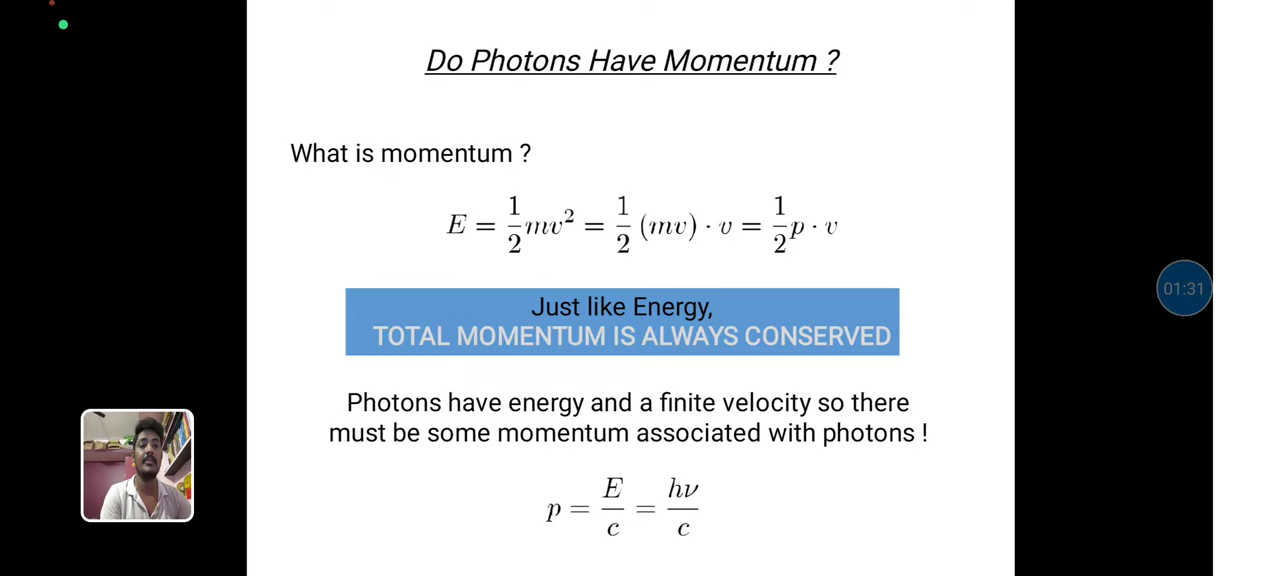 Do Photons Have Momentum ?
What is momentum ?
E = 1/2 mv² = 1/2 (mv) · v = 1/2 p · v
Just like Energy,
TOTAL MOMENTUM IS ALWAYS CONSERVED
01:31
Photons have energy and a finite velocity so there
must be some momentum associated with photons !
p = E/c = hν/c